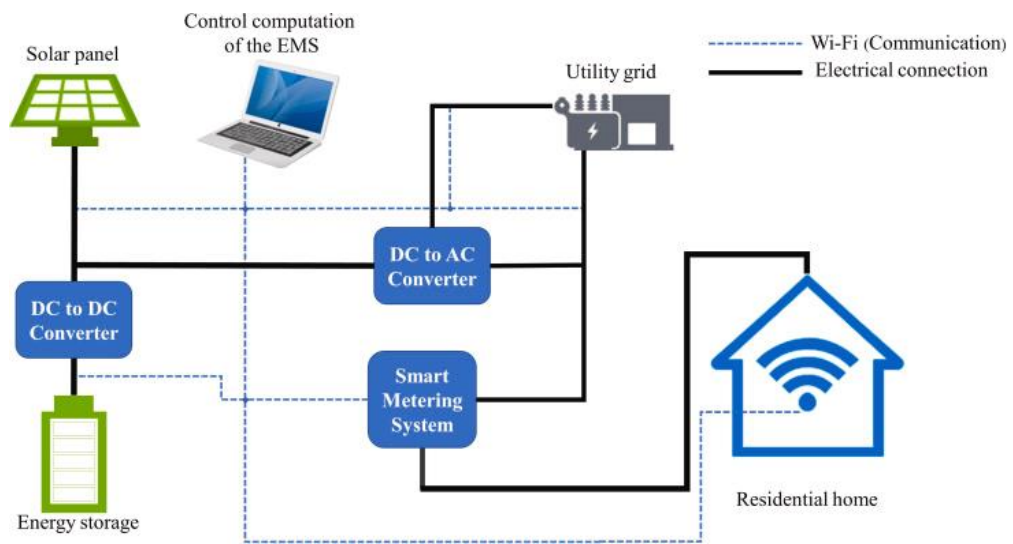 Control computation
of the EMS
Solar panel
Wi-Fi (Communication)
Electrical connection
Utility grid
DC to AC
Converter
DC to DC
Converter
Smart
Metering
System
Residential home
Energy storage